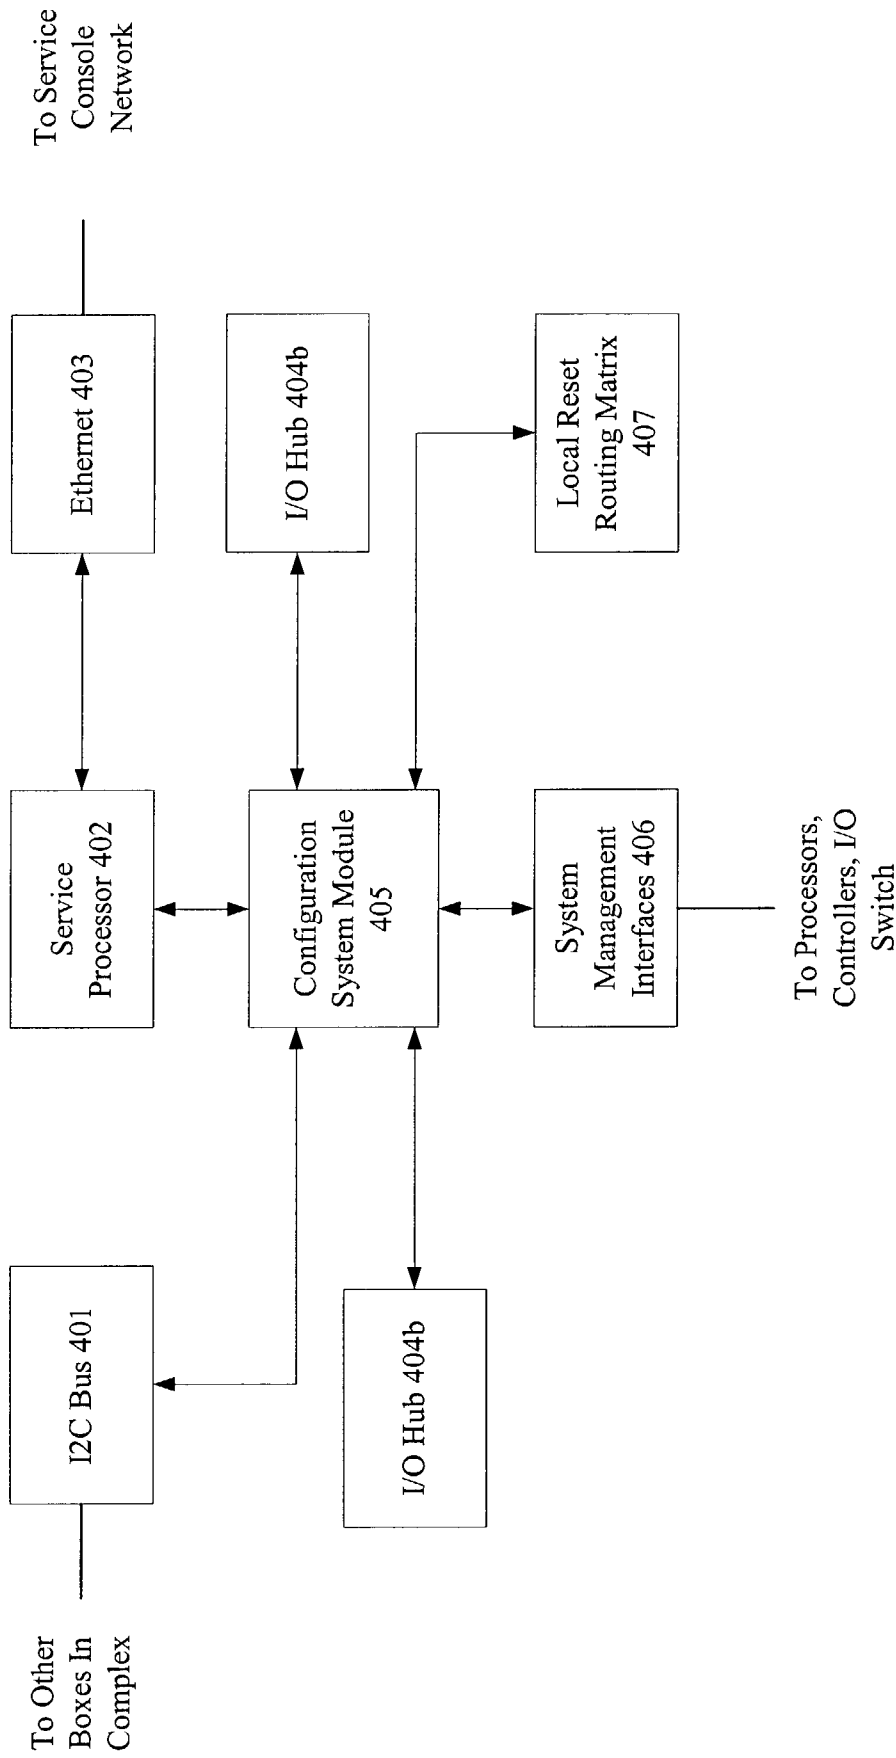 To Other
Boxes In
Complex
I2C Bus 401
Service
Processor 402
Ethernet 403
To Service
Console
Network
I/O Hub 404b
Configuration
System Module
405
I/O Hub 404b
System
Management
Interfaces 406
Local Reset
Routing Matrix
407
To Processors,
Controllers, I/O
Switch